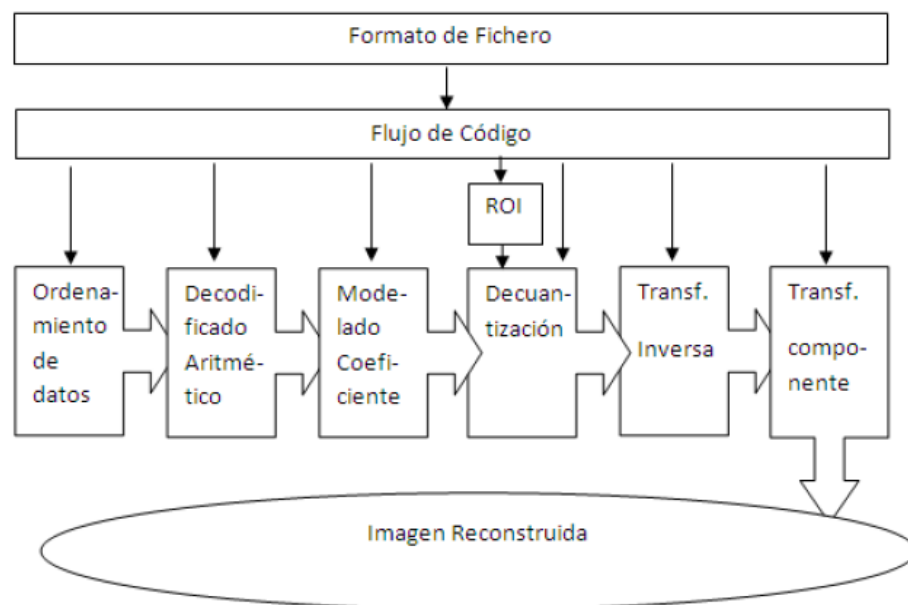 Formato de Fichero
Flujo de Código
ROI
Ordena-
miento
de
datos
Decodi-
ficado
Aritmé-
tico
Mode-
lado
Coefi-
ciente
Decuan-
tización
Transf.
Inversa
Transf.
compo-
nente
Imagen Reconstruida